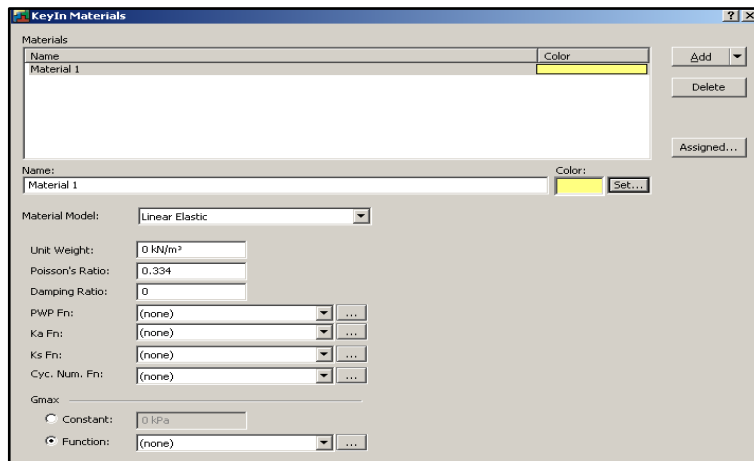 KeyIn Materials
Materials
Name Color
Material 1
Add
Delete
Assigned...
Name: Color:
Material 1 Set...
Material Model: Linear Elastic
Unit Weight: 0 kN/m³
Poisson's Ratio: 0.334
Damping Ratio: 0
PWP Fn: (none) ...
Ka Fn: (none) ...
Ks Fn: (none) ...
Cyc. Num. Fn: (none) ...
Gmax
Constant: 0 kPa
Function: (none) ...